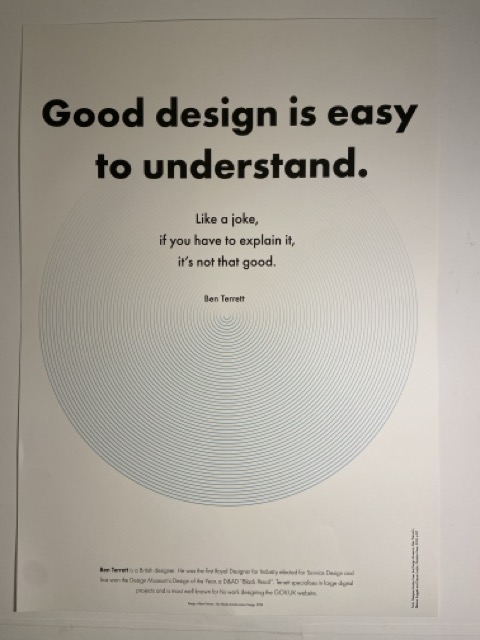 Good design is easy
to understand.
Like a joke,
if you have to explain it,
it's not that good.
Ben Terrett
Ben Terrett is a British designer. He was the first Royal Designer for Industry elected for Service Design and
has won the Design Museum's Design of the Year, a D&AD "Black Pencil". Terrett specialises in large digital
projects and is most well known for his work designing the GOV.UK website.